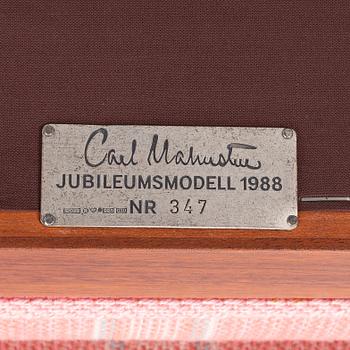 Carl Malmsten
JUBILEUMSMODELL 1988
NR 347